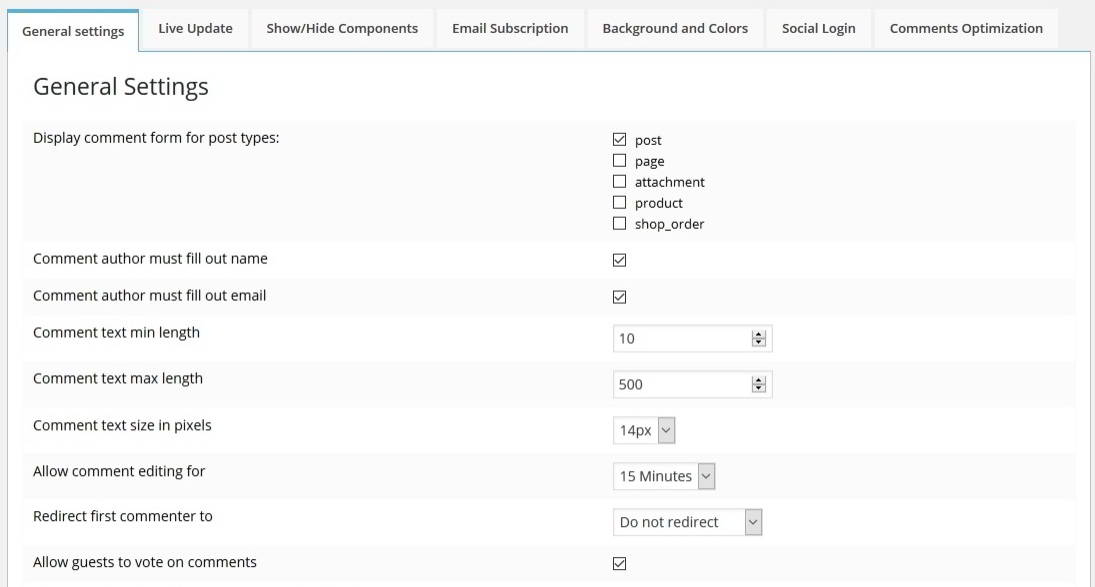 General settings
Live Update
Show/Hide Components
Email Subscription
Background and Colors
Social Login
Comments Optimization
General Settings
Display comment form for post types:
post
page
attachment
product
shop_order
Comment author must fill out name
Comment author must fill out email
Comment text min length
10
Comment text max length
500
Comment text size in pixels
14px
Allow comment editing for
15 Minutes
Redirect first commenter to
Do not redirect
Allow guests to vote on comments